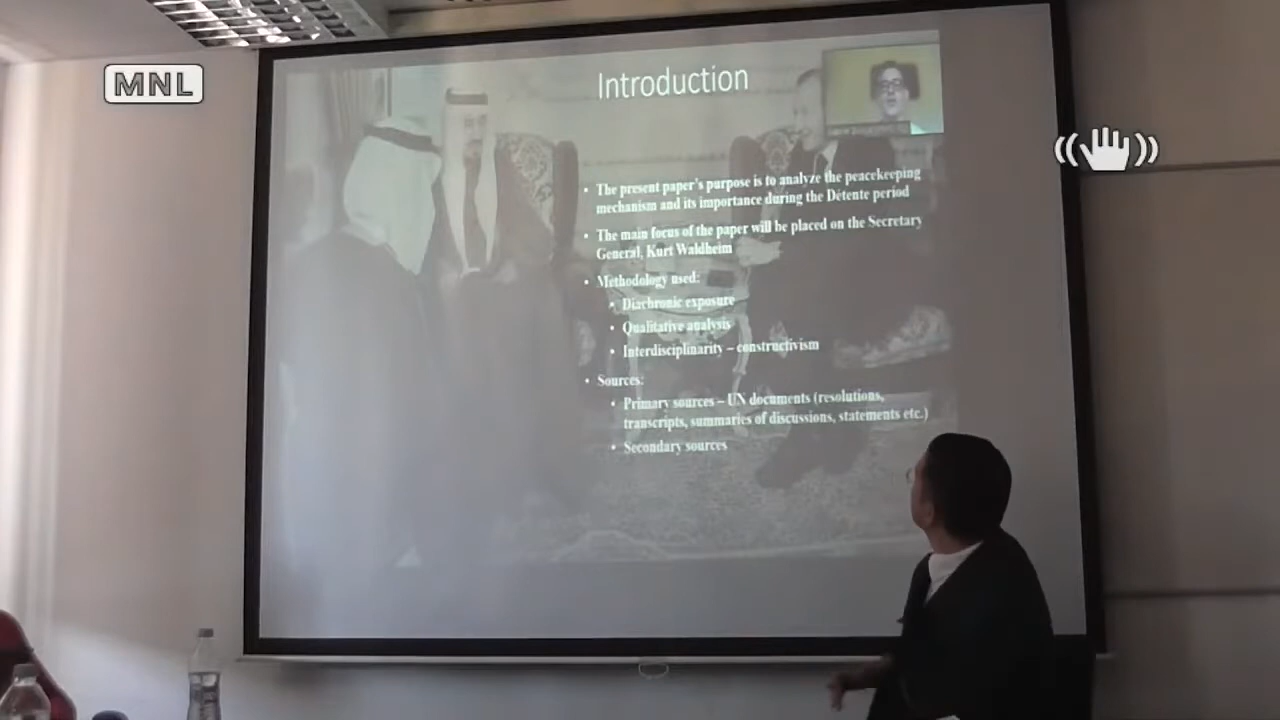 MNL
Introduction
• The present paper's purpose is to analyze the peacekeeping
mechanism and its importance during the Détente period
• The main focus of the paper will be placed on the Secretary
General, Kurt Waldheim
• Methodology used:
• Diachronic exposure
• Qualitative analysis
• Interdisciplinarity – constructivism
• Sources:
• Primary sources – UN documents (resolutions,
transcripts, summaries of discussions, statements etc.)
• Secondary sources